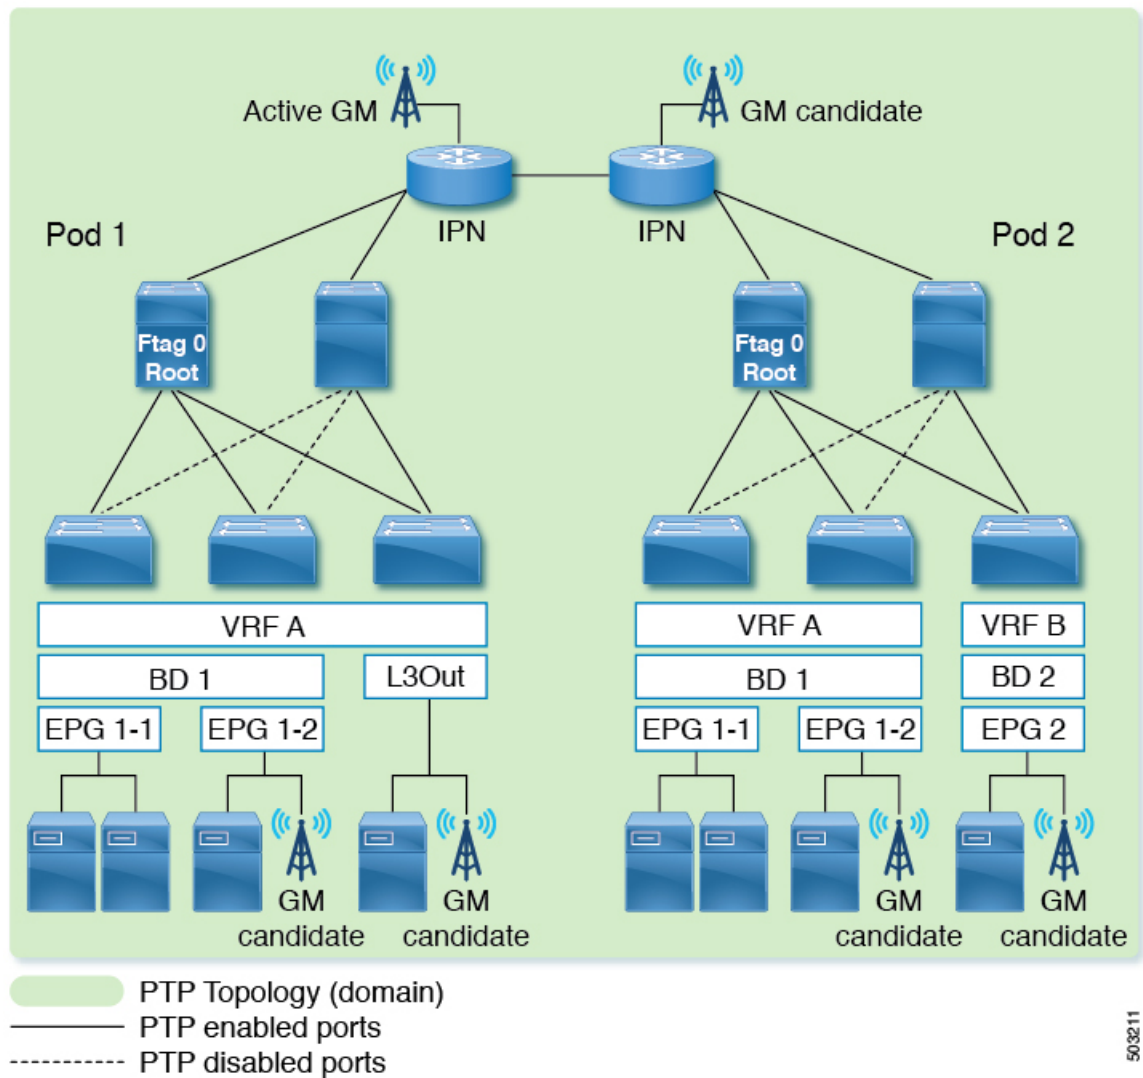 Active GM
GM candidate
IPN
IPN
Pod 1
Pod 2
Ftag 0
Root
Ftag 0
Root
VRF A
VRF A
VRF B
BD 1
L3Out
BD 1
BD 2
EPG 1-1
EPG 1-2
EPG 1-1
EPG 1-2
EPG 2
GM
candidate
GM
candidate
GM
candidate
GM
candidate
PTP Topology (domain)
PTP enabled ports
PTP disabled ports
503211